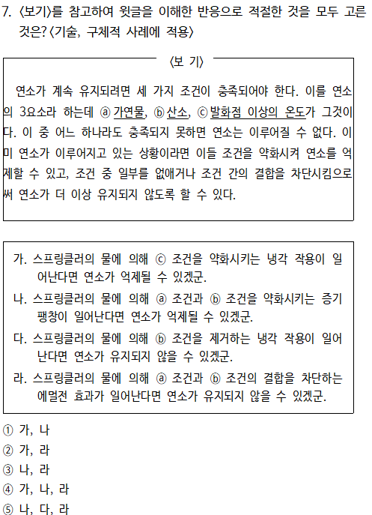 7. <보기>를 참고하여 윗글을 이해한 반응으로 적절한 것을 모두 고른
것은? <기술, 구체적 사례에 적용>
<보 기>
연소가 계속 유지되려면 세 가지 조건이 충족되어야 한다. 이를 연소
의 3요소라 하는데 ⓐ가연물, ⓑ산소, ⓒ발화점 이상의 온도가 그것이
다. 이 중 어느 하나라도 충족되지 못하면 연소는 이루어질 수 없다. 이
미 연소가 이루어지고 있는 상황이라면 이들 조건을 약화시켜 연소를 억
제할 수 있고, 조건 중 일부를 없애거나 조건 간의 결합을 차단시킴으로
써 연소가 더 이상 유지되지 않도록 할 수 있다.
가. 스프링클러의 물에 의해 ⓒ 조건을 약화시키는 냉각 작용이 일
어난다면 연소가 억제될 수 있겠군.
나. 스프링클러의 물에 의해 ⓐ 조건과 ⓑ 조건을 약화시키는 증기
팽창이 일어난다면 연소가 억제될 수 있겠군.
다. 스프링클러의 물에 의해 ⓑ 조건을 제거하는 냉각 작용이 일어
난다면 연소가 유지되지 않을 수 있겠군.
라. 스프링클러의 물에 의해 ⓐ 조건과 ⓑ 조건의 결합을 차단하는
에멀전 효과가 일어난다면 연소가 유지되지 않을 수 있겠군.
① 가, 나
② 가, 라
③ 나, 라
④ 가, 나, 라
⑤ 나, 다, 라